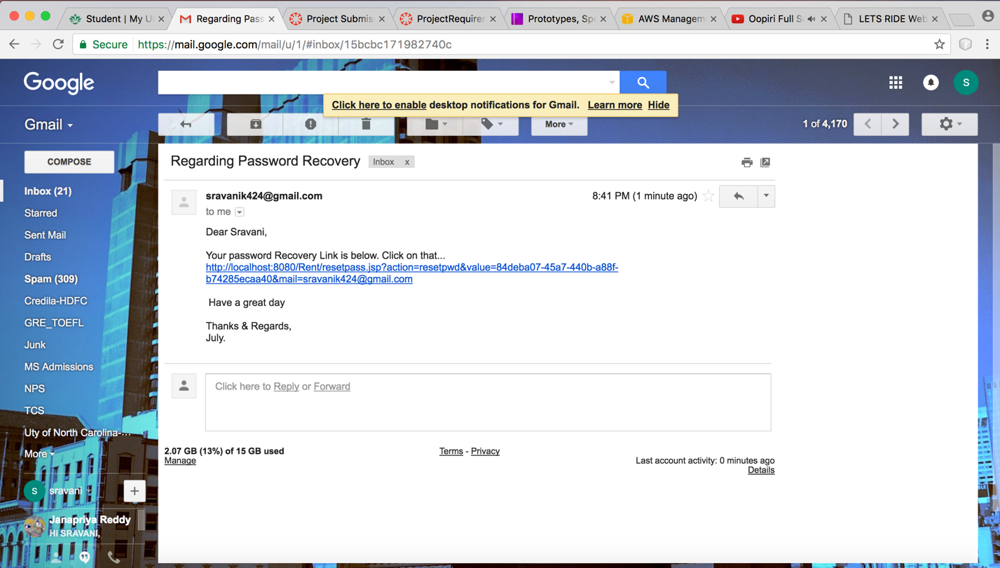 Student | My U
Regarding Pass
Project Submis
ProjectRequire
Prototypes, Spe
AWS Managem
Oopiri Full S
LETS RIDE Web
Secure https://mail.google.com/mail/u/1/#inbox/15bcbc171982740c
Google
S
Click here to enable desktop notifications for Gmail. Learn more Hide
Gmail
More
1 of 4,170
COMPOSE
Inbox (21)
Starred
Sent Mail
Drafts
Spam (309)
Credila-HDFC
GRE_TOEFL
Junk
MS Admissions
NPS
TCS
Uty of North Carolina-...
More
S sravani
Janapriya Reddy
HI SRAVANI,
Regarding Password Recovery Inbox x
sravanik424@gmail.com 8:41 PM (1 minute ago)
to me
Dear Sravani,
Your password Recovery Link is below. Click on that...
http://localhost:8080/Rent/resetpass.jsp?action=resetpwd&value=84deba07-45a7-440b-a88f-
b74285ecaa40&mail=sravanik424@gmail.com
Have a great day
Thanks & Regards,
July.
Click here to Reply or Forward
2.07 GB (13%) of 15 GB used
Manage
Terms - Privacy
Last account activity: 0 minutes ago
Details